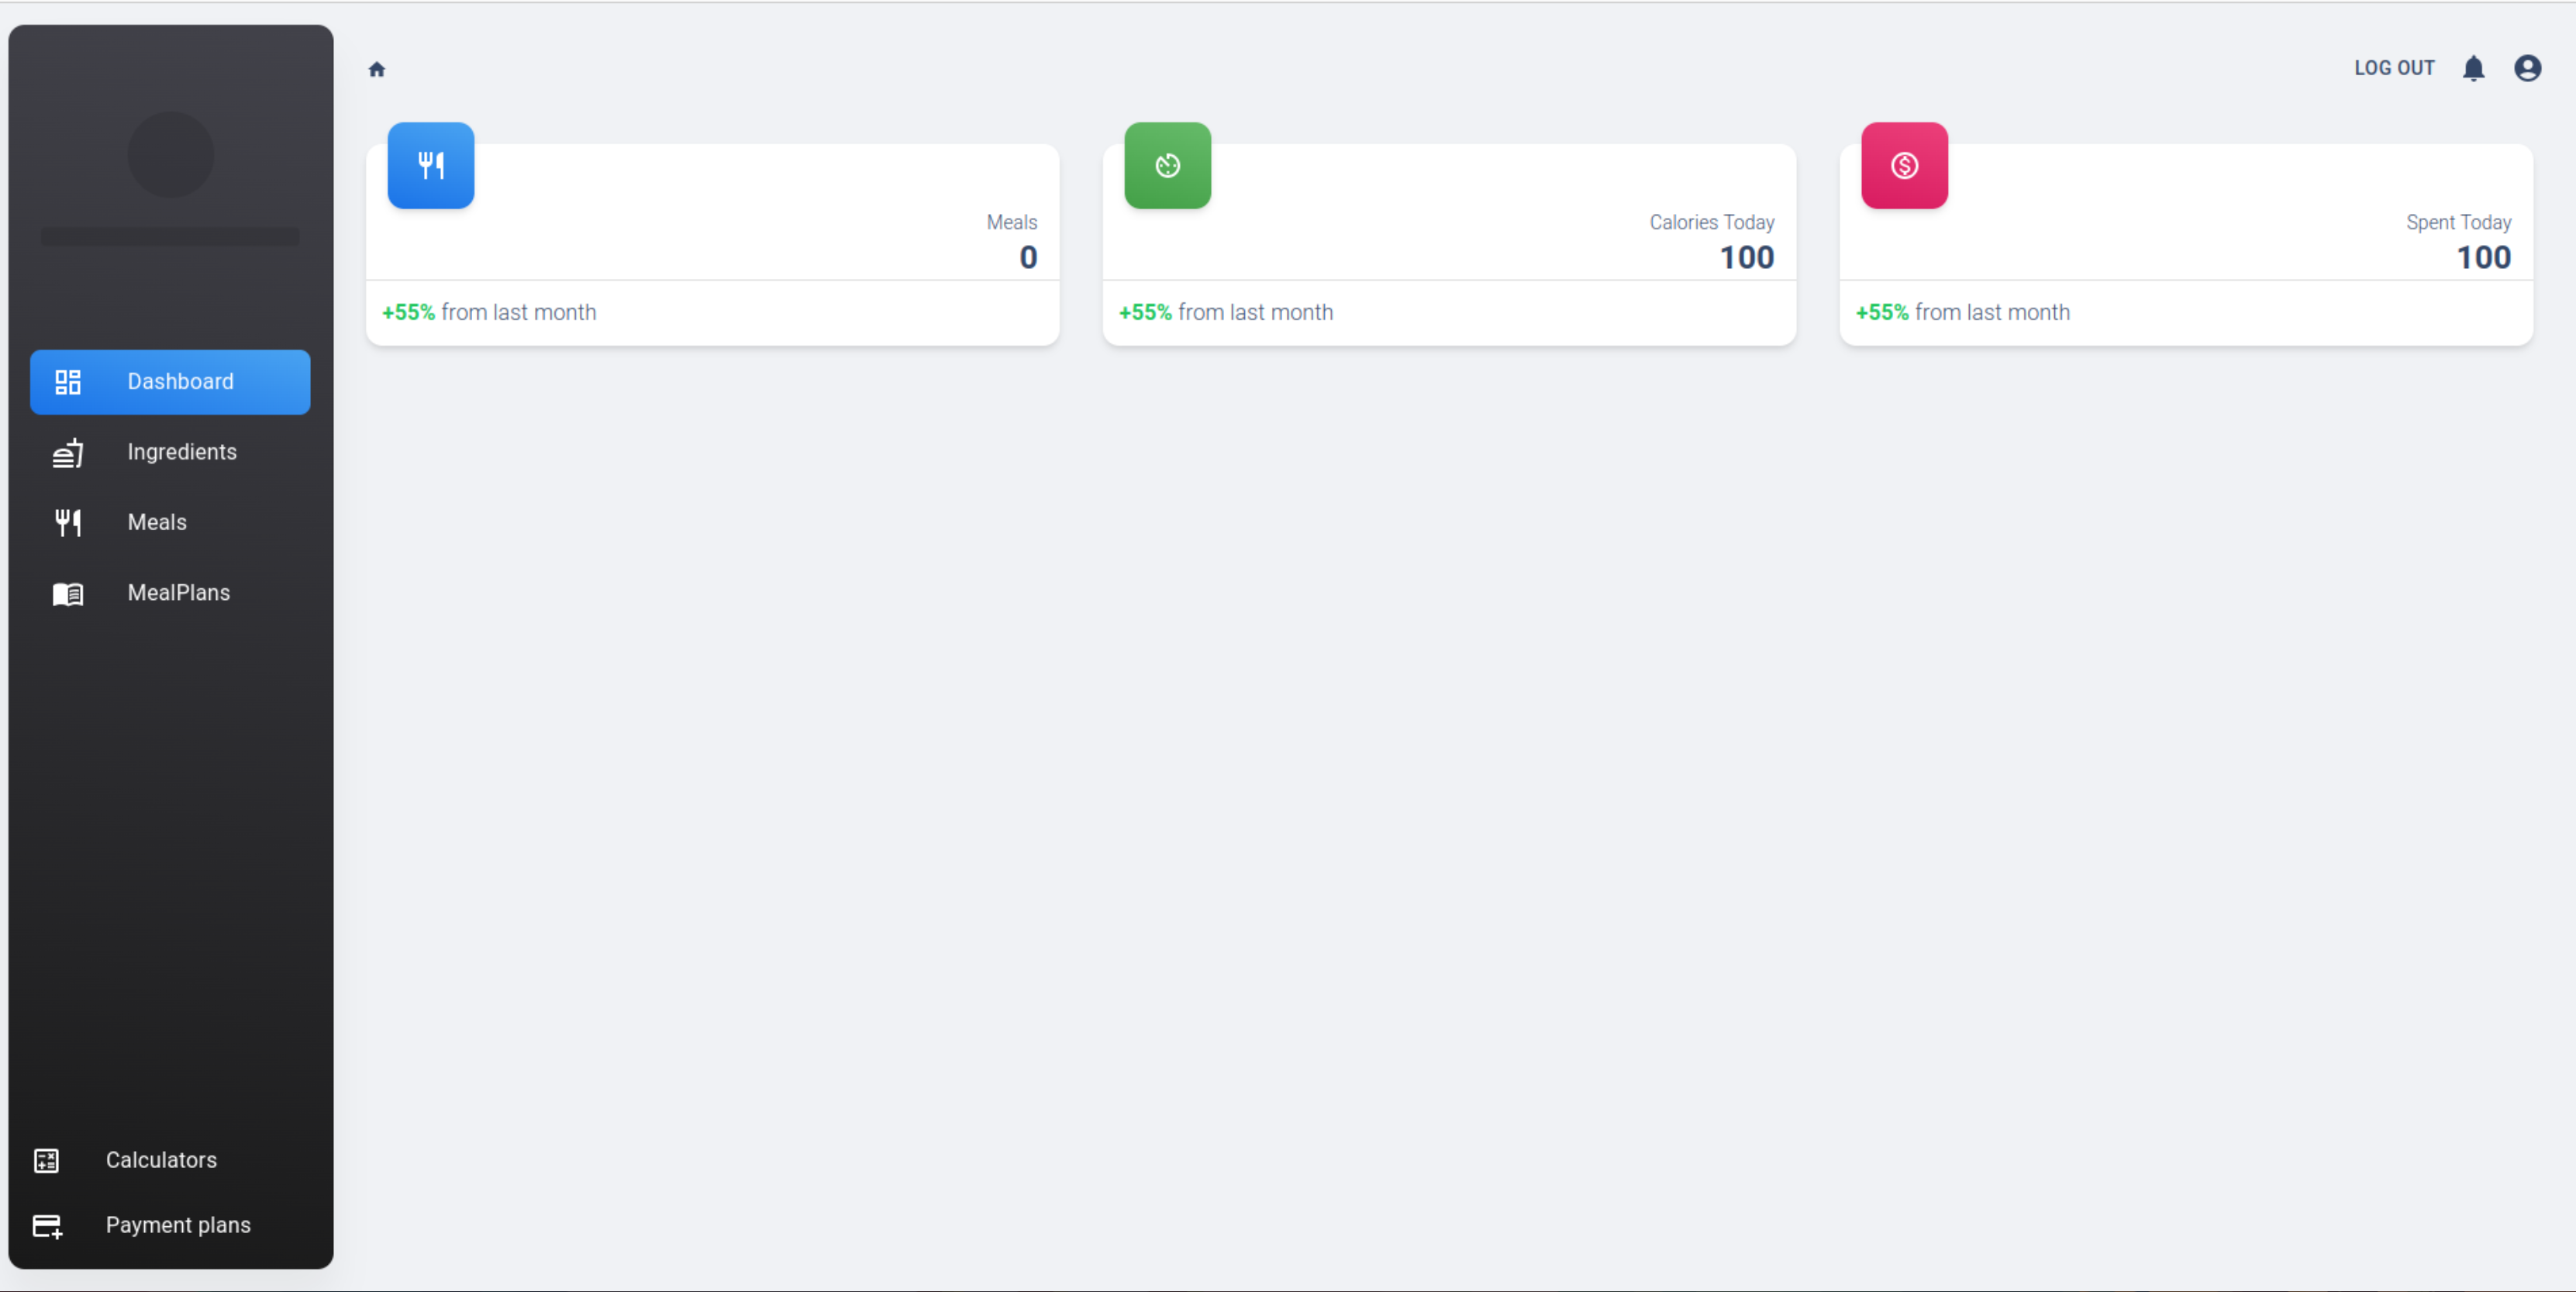 LOG OUT
Dashboard
Ingredients
Meals
MealPlans
Calculators
Payment plans
Meals
0
+55% from last month
Calories Today
100
+55% from last month
Spent Today
100
+55% from last month